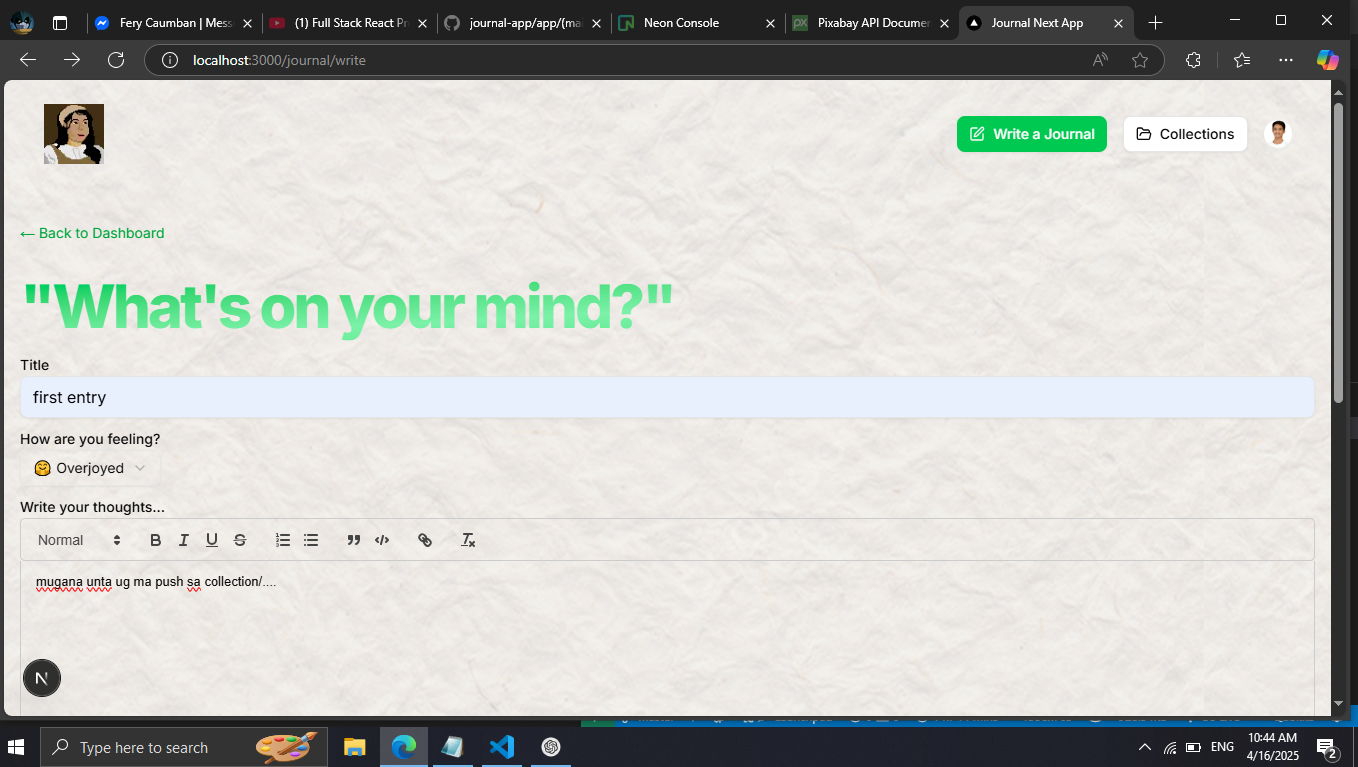 Fery Caumban | Mess
(1) Full Stack React Pr
journal-app/app/(mai
Neon Console
Pixabay API Documen
Journal Next App
localhost:3000/journal/write
Write a Journal
Collections
← Back to Dashboard
"What's on your mind?"
Title
first entry
How are you feeling?
Overjoyed
Write your thoughts...
Normal
B I U S
mugana unta ug ma push sa collection/....
N
Type here to search
ENG
10:44 AM
4/16/2025
2